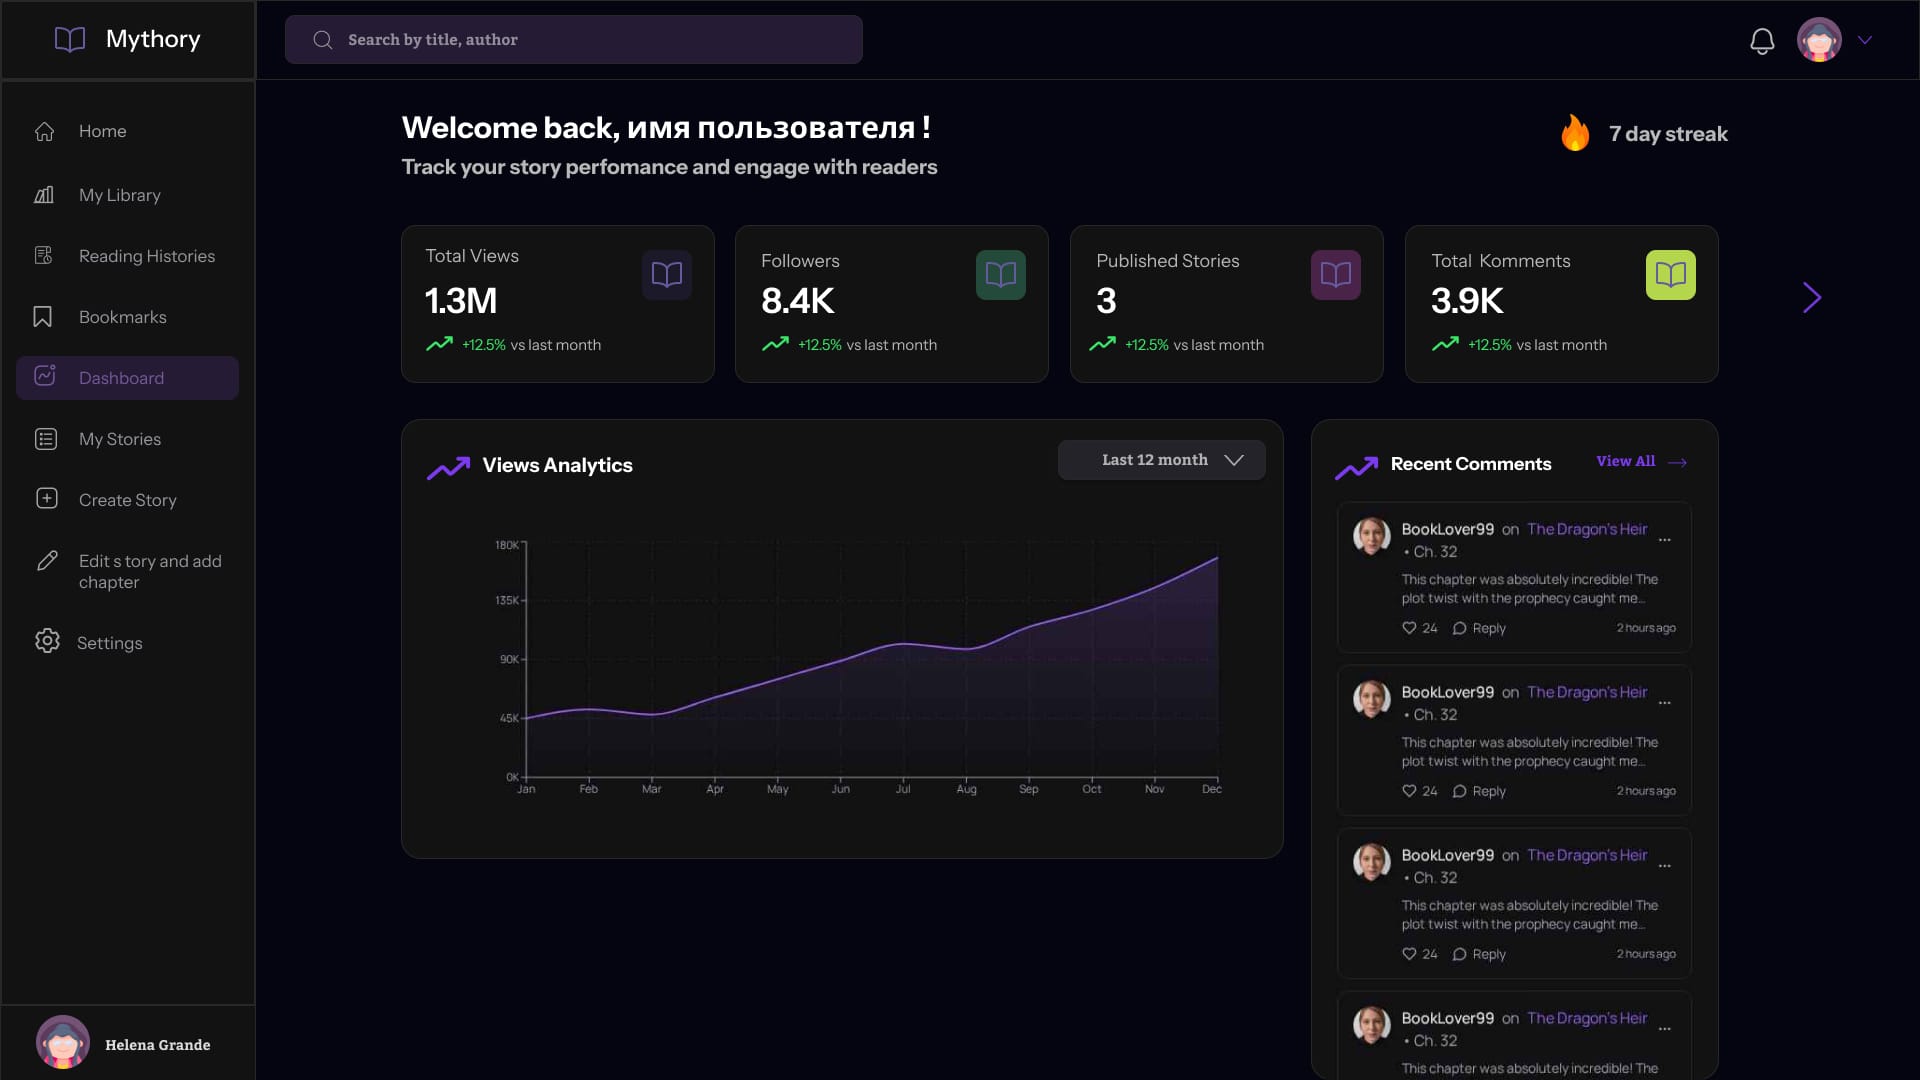 Mythory
Search by title, author
Home
My Library
Reading Histories
Bookmarks
Dashboard
My Stories
Create Story
Edit s tory and add
chapter
Settings
Helena Grande
Welcome back, имя пользователя !
Track your story perfomance and engage with readers
7 day streak
Total Views
1.3M
+12.5% vs last month
Followers
8.4K
+12.5% vs last month
Published Stories
3
+12.5% vs last month
Total Komments
3.9K
+12.5% vs last month
Views Analytics
Last 12 month
180K
135K
90K
45K
0K
Jan Feb Mar Apr May Jun Jul Aug Sep Oct Nov Dec
Recent Comments
View All
BookLover99 on The Dragon's Heir ...
• Ch. 32
This chapter was absolutely incredible! The
plot twist with the prophecy caught me...
24 Reply 2 hours ago
BookLover99 on The Dragon's Heir ...
• Ch. 32
This chapter was absolutely incredible! The
plot twist with the prophecy caught me...
24 Reply 2 hours ago
BookLover99 on The Dragon's Heir ...
• Ch. 32
This chapter was absolutely incredible! The
plot twist with the prophecy caught me...
24 Reply 2 hours ago
BookLover99 on The Dragon's Heir ...
• Ch. 32
This chapter was absolutely incredible! The